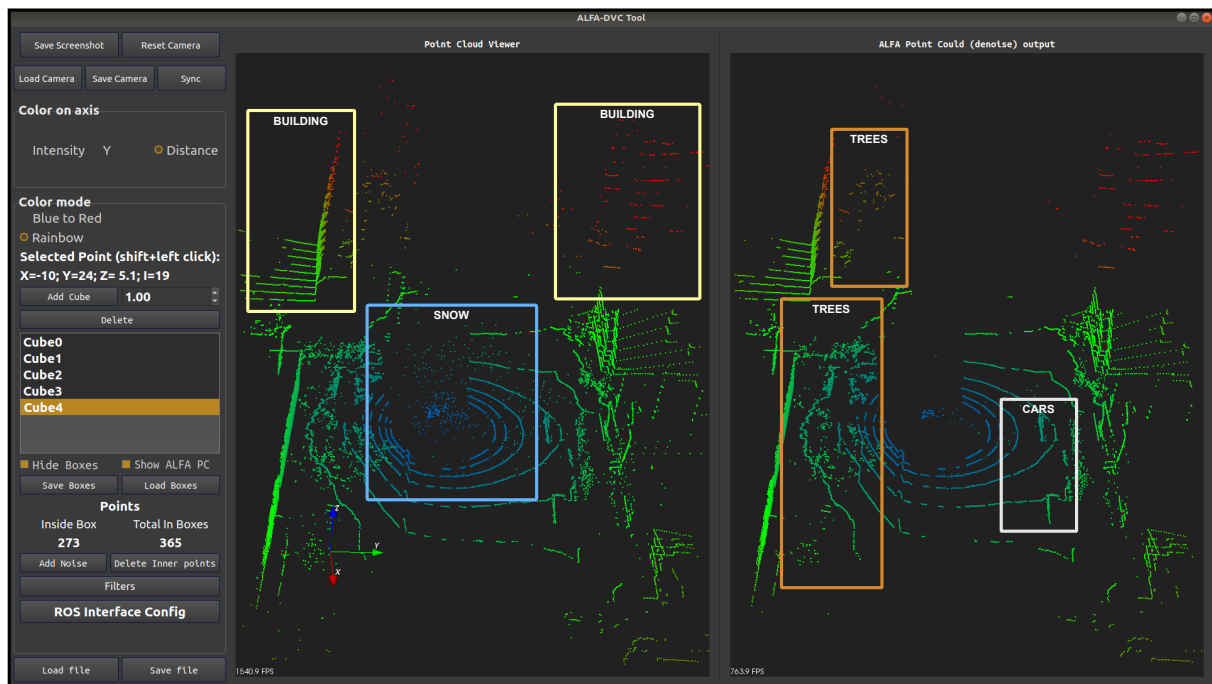 ALFA-DVC Tool
Save Screenshot
Reset Camera
Load Camera
Save Camera
Sync
Color on axis
Intensity
Y
Distance
Color mode
Blue to Red
Rainbow
Selected Point (shift+left click):
X=-10; Y=24; Z= 5.1; I=19
Add Cube
1.00
Delete
Cube0
Cube1
Cube2
Cube3
Cube4
Hide Boxes
Show ALFA PC
Save Boxes
Load Boxes
Points
Inside Box
Total In Boxes
273
365
Add Noise
Delete Inner points
Filters
ROS Interface Config
Load file
Save file
Point Cloud Viewer
BUILDING
BUILDING
SNOW
Z
Y
X
1540.9 FPS
ALFA Point Could (denoise) output
TREES
TREES
CARS
763.9 FPS